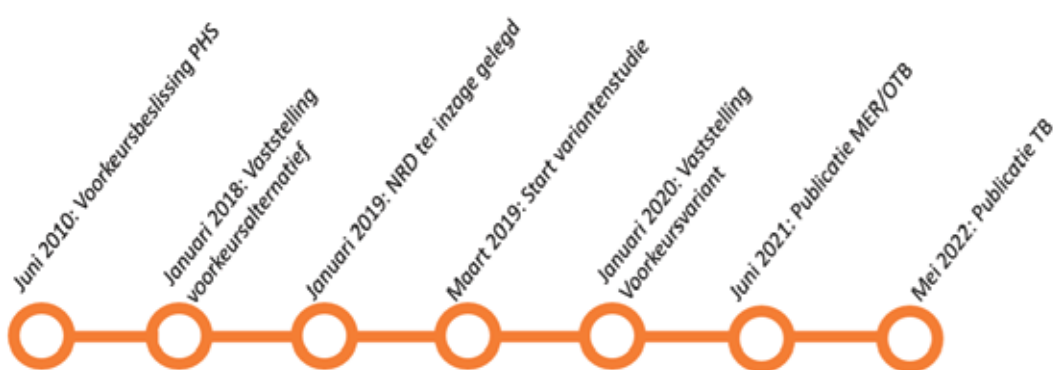 Juni 2010: Voorkeursbeslissing PHS
Januari 2018: Vaststelling
voorkeursalternatief
Januari 2019: NRD ter inzage gelegd
Maart 2019: Start variantenstudie
Januari 2020: Vaststelling
Voorkeursvariant
Juni 2021: Publicatie MER/OTB
Mei 2022: Publicatie TB